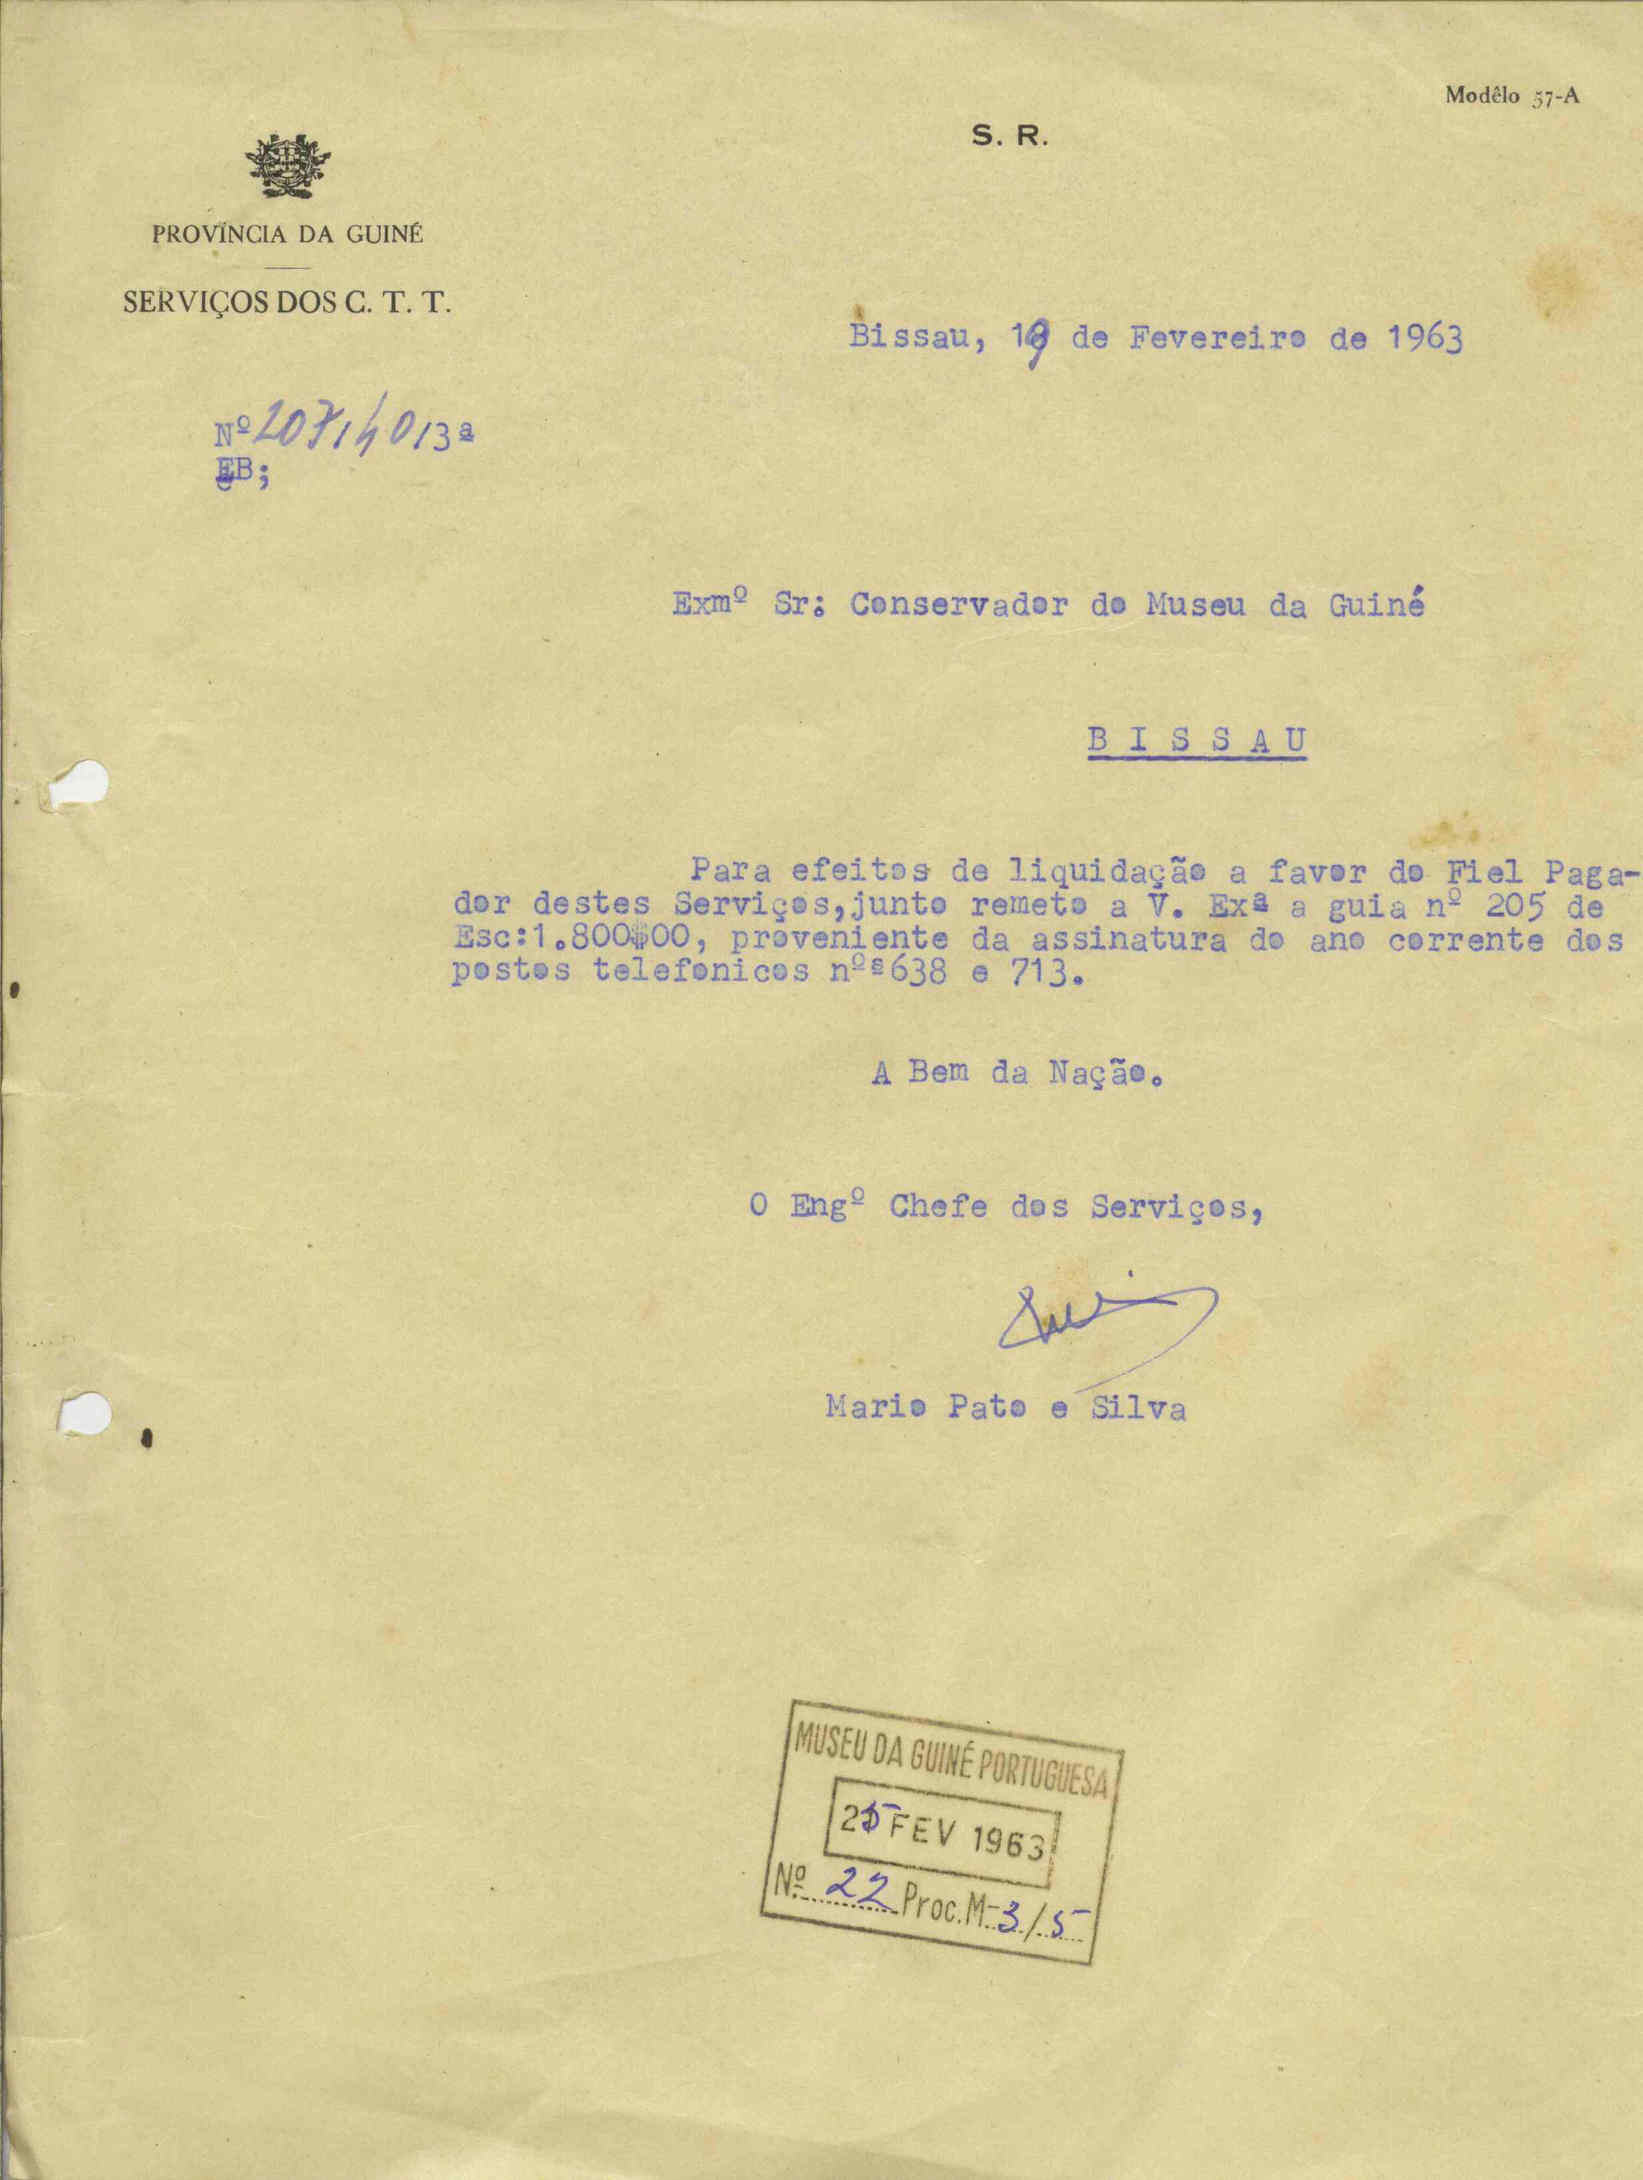 Modêlo 57-A
S. R.
PROVÍNCIA DA GUINÉ
SERVIÇOS DOS C. T. T.
Bissau, 19 de Fevereiro de 1963
Nº 207/40/3ª
EB;
Exmº Sr: Conservador do Museu da Guiné
B I S S A U
Para efeitos de liquidação a favor do Fiel Paga-
dor destes Serviços,junto remeto a V. Exª a guia nº 205 de
Esc:1.800$00, proveniente da assinatura do ano corrente dos
postos telefonicos nºs638 e 713.
A Bem da Nação.
O Engº Chefe dos Serviços,
Mario Pato e Silva
MUSEU DA GUINÉ PORTUGUESA
25 FEV 1963
Nº 22 Proc. M-3/5